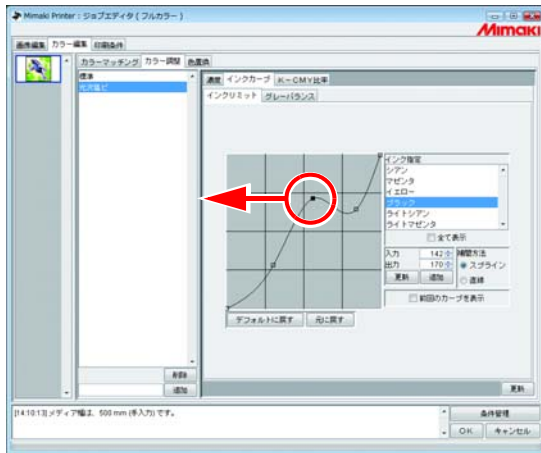 Mimaki Printer : ジョブエディタ ( フルカラー )
Mimaki
画像編集 カラー編集 印刷条件
カラーマッチング カラー調整 色置換
標準
光沢塩ビ
濃度 インクカーブ K-CMY比率
インクリミット グレーバランス
インク指定
シアン
マゼンタ
イエロー
ブラック
ライトシアン
ライトマゼンタ
全て表示
入力 142 補間方法
出力 170 スプライン
更新 追加 直線
前回のカーブを表示
デフォルトに戻す 元に戻す
削除
追加
更新
[14:10:13] メディア幅は、500 mm (手入力) です。
条件管理
OK キャンセル